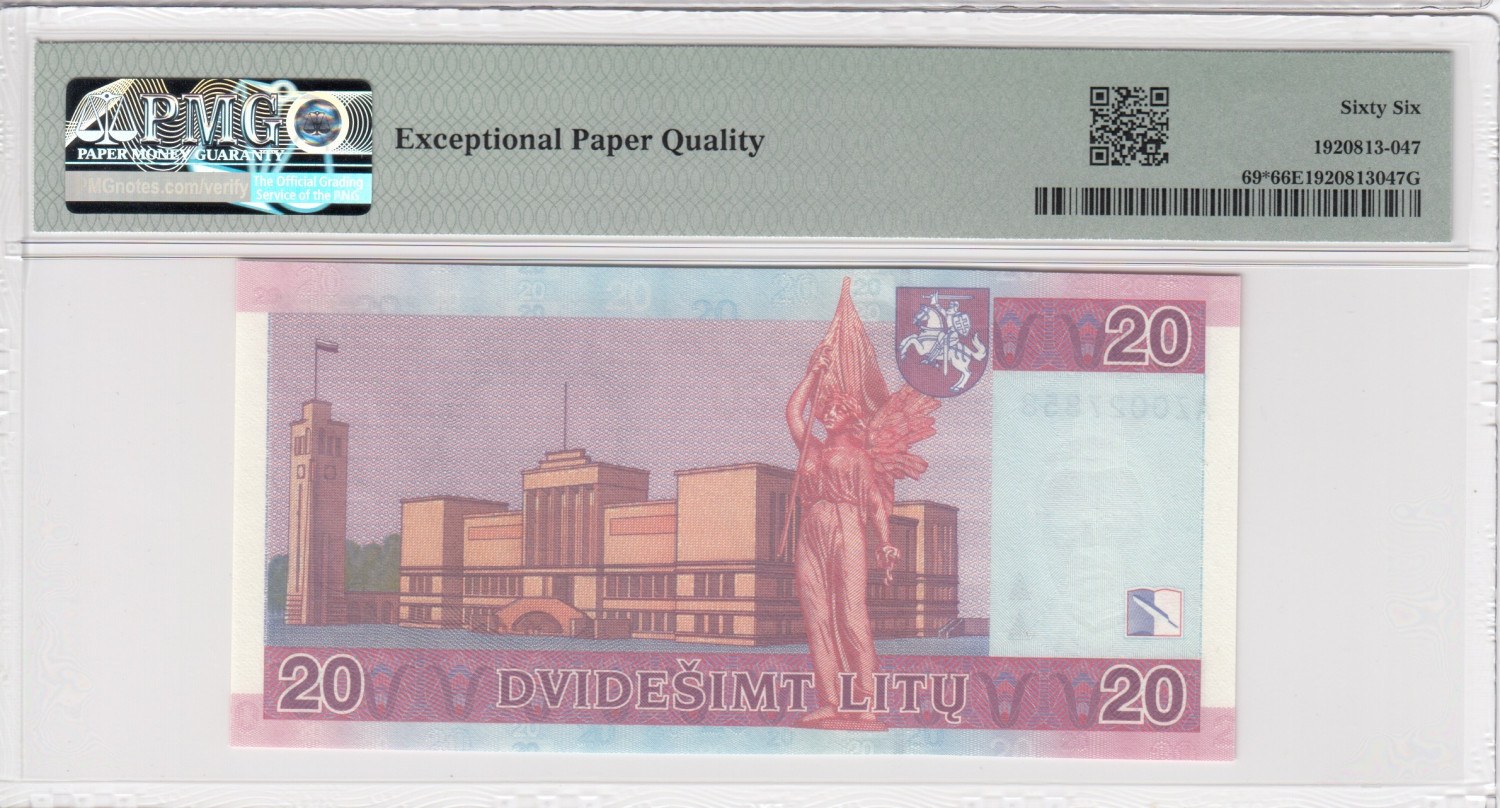 PMG
PAPER MONEY GUARANTY
PMGnotes.com/verify
The Official Grading
Service of the PNG
Exceptional Paper Quality
Sixty Six
1920813-047
69*66E1920813047G
20
20
DVIDEŠIMT LITŲ
20